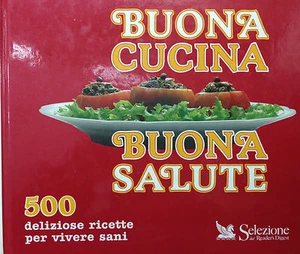 BUONA
CUCINA
BUONA
SALUTE
500
deliziose ricette
per vivere sani
Selezione
dal Reader's Digest